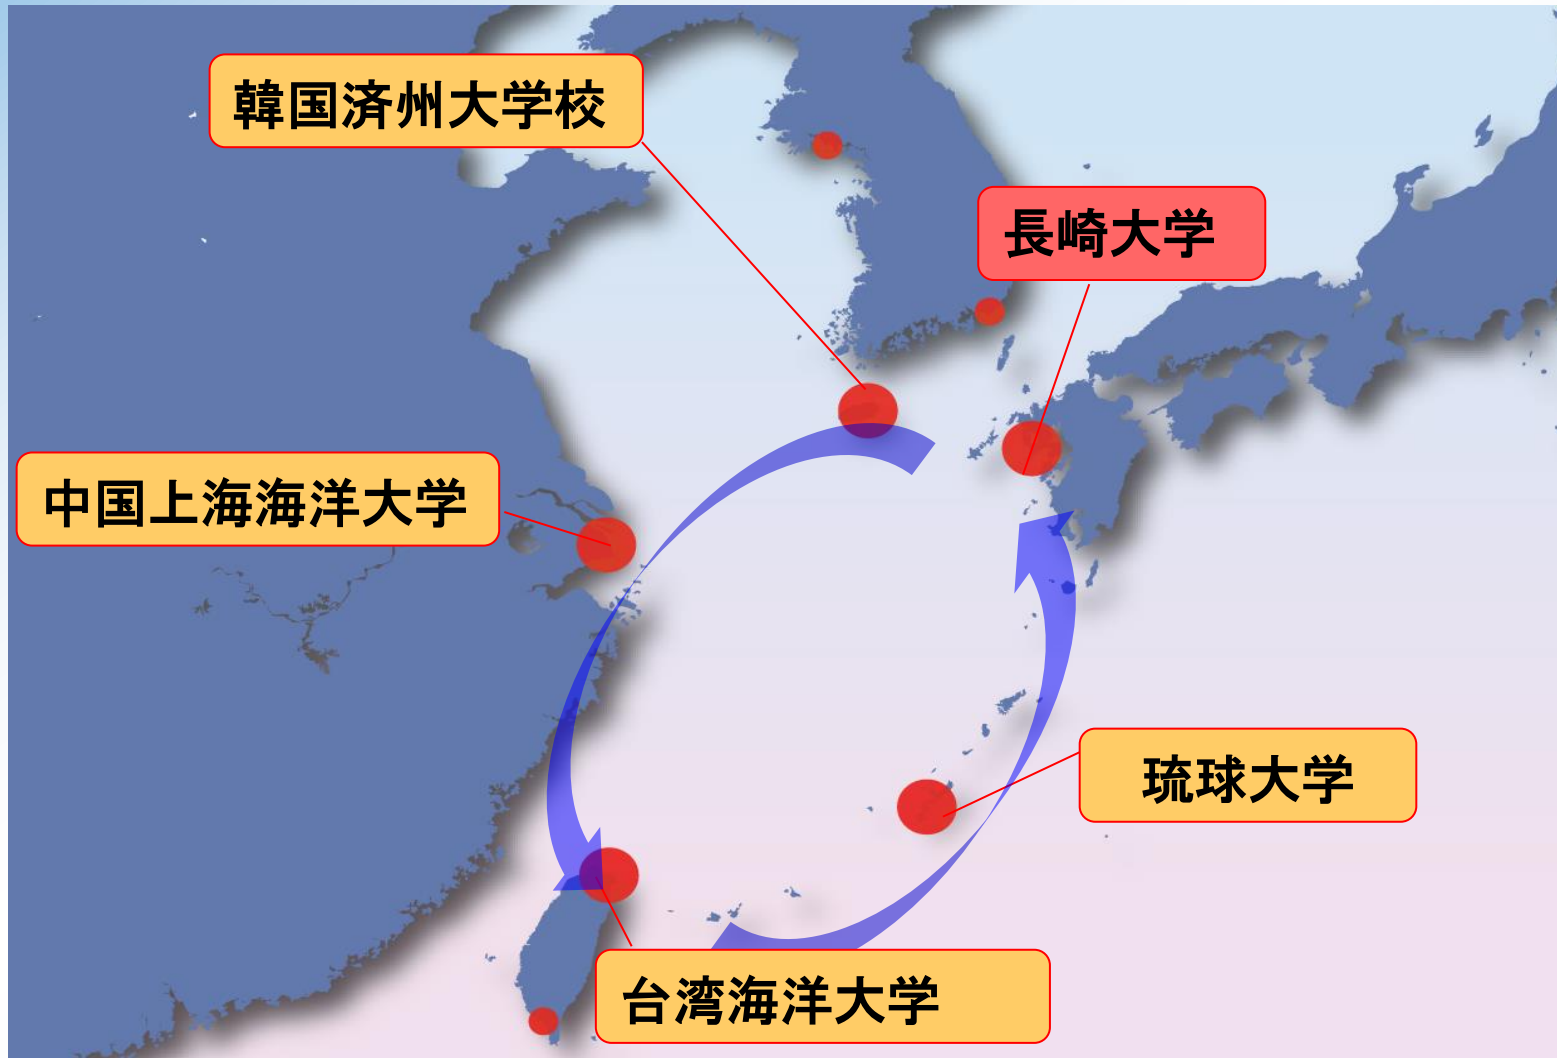 韓国済州大学校
長崎大学
中国上海海洋大学
琉球大学
台湾海洋大学